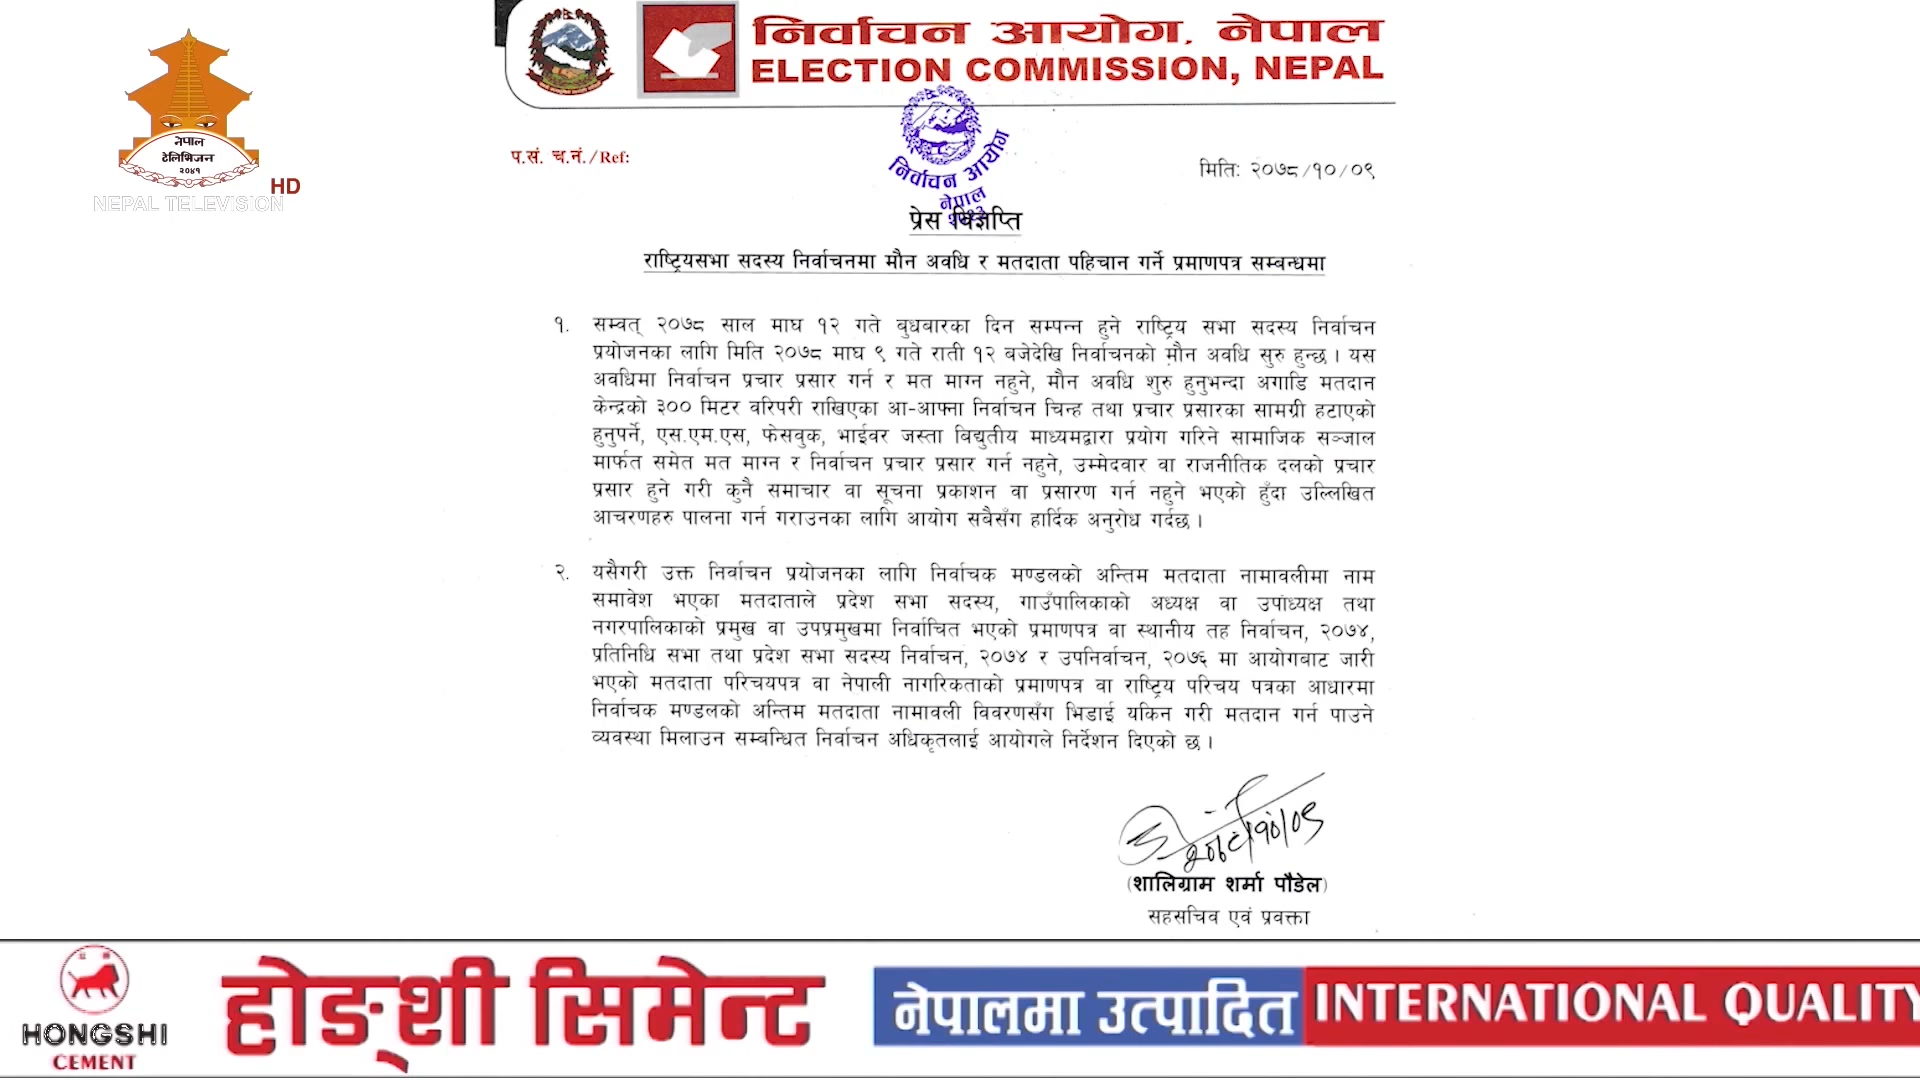 नेपाल
टेलिभिजन
२०४१
HD
NEPAL TELEVISION
निर्वाचन आयोग, नेपाल
ELECTION COMMISSION, NEPAL
प.सं. च.नं./Ref:
निर्वाचन आयोग
नेपाल
मितिः २०७८/१०/०९
प्रेस विज्ञप्ति
राष्ट्रियसभा सदस्य निर्वाचनमा मौन अवधि र मतदाता पहिचान गर्ने प्रमाणपत्र सम्बन्धमा
१. सम्वत् २०७८ साल माघ १२ गते बुधबारका दिन सम्पन्न हुने राष्ट्रिय सभा सदस्य निर्वाचन
प्रयोजनका लागि मिति २०७८ माघ ९ गते राती १२ बजेदेखि निर्वाचनको मौन अवधि सुरु हुन्छ । यस
अवधिमा निर्वाचन प्रचार प्रसार गर्न र मत माग्न नहुने, मौन अवधि शुरु हुनुभन्दा अगाडि मतदान
केन्द्रको ३०० मिटर वरिपरी राखिएका आ-आफ्ना निर्वाचन चिन्ह तथा प्रचार प्रसारका सामग्री हटाएको
हुनुपर्ने, एस.एम.एस, फेसवुक, भाईवर जस्ता विद्युतीय माध्यमद्वारा प्रयोग गरिने सामाजिक सञ्जाल
मार्फत समेत मत माग्न र निर्वाचन प्रचार प्रसार गर्न नहुने, उम्मेदवार वा राजनीतिक दलको प्रचार
प्रसार हुने गरी कुनै समाचार वा सूचना प्रकाशन वा प्रसारण गर्न नहुने भएको हुँदा उल्लिखित
आचरणहरु पालना गर्न गराउनका लागि आयोग सबैसँग हार्दिक अनुरोध गर्दछ ।
२. यसैगरी उक्त निर्वाचन प्रयोजनका लागि निर्वाचक मण्डलको अन्तिम मतदाता नामावलीमा नाम
समावेश भएका मतदाताले प्रदेश सभा सदस्य, गाउँपालिकाको अध्यक्ष वा उपाध्यक्ष तथा
नगरपालिकाको प्रमुख वा उपप्रमुखमा निर्वाचित भएको प्रमाणपत्र वा स्थानीय तह निर्वाचन, २०७४,
प्रतिनिधि सभा तथा प्रदेश सभा सदस्य निर्वाचन, २०७४ र उपनिर्वाचन, २०७६ मा आयोगबाट जारी
भएको मतदाता परिचयपत्र वा नेपाली नागरिकताको प्रमाणपत्र वा राष्ट्रिय परिचय पत्रका आधारमा
निर्वाचक मण्डलको अन्तिम मतदाता नामावली विवरणसँग भिडाई यकिन गरी मतदान गर्न पाउने
व्यवस्था मिलाउन सम्बन्धित निर्वाचन अधिकृतलाई आयोगले निर्देशन दिएको छ ।
२०७८/१०/०९
(शालिग्राम शर्मा पौडेल)
सहसचिव एवं प्रवक्ता
HONGSHI
CEMENT
होङ्शी सिमेन्ट
नेपालमा उत्पादित
INTERNATIONAL QUALITY